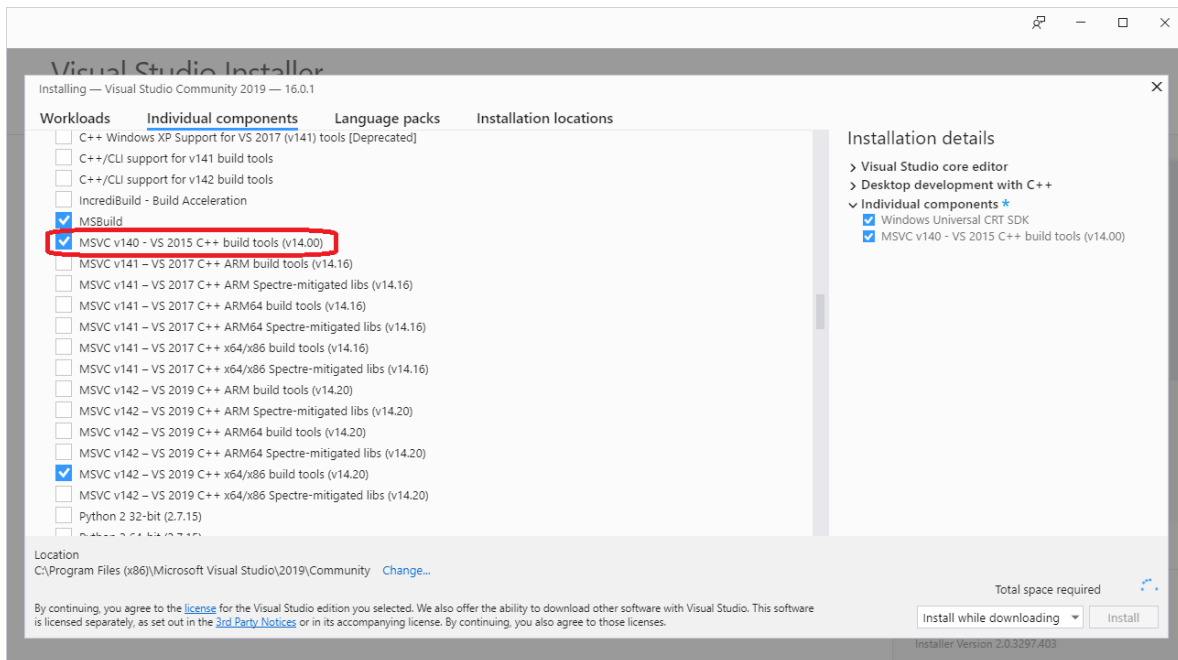 Visual Studio Installer
Installing — Visual Studio Community 2019 — 16.0.1
Workloads Individual components Language packs Installation locations
C++ Windows XP Support for VS 2017 (v141) tools [Deprecated]
C++/CLI support for v141 build tools
C++/CLI support for v142 build tools
IncrediBuild - Build Acceleration
MSBuild
MSVC v140 - VS 2015 C++ build tools (v14.00)
MSVC v141 – VS 2017 C++ ARM build tools (v14.16)
MSVC v141 – VS 2017 C++ ARM Spectre-mitigated libs (v14.16)
MSVC v141 – VS 2017 C++ ARM64 build tools (v14.16)
MSVC v141 – VS 2017 C++ ARM64 Spectre-mitigated libs (v14.16)
MSVC v141 – VS 2017 C++ x64/x86 build tools (v14.16)
MSVC v141 – VS 2017 C++ x64/x86 Spectre-mitigated libs (v14.16)
MSVC v142 – VS 2019 C++ ARM build tools (v14.20)
MSVC v142 – VS 2019 C++ ARM Spectre-mitigated libs (v14.20)
MSVC v142 – VS 2019 C++ ARM64 build tools (v14.20)
MSVC v142 – VS 2019 C++ ARM64 Spectre-mitigated libs (v14.20)
MSVC v142 – VS 2019 C++ x64/x86 build tools (v14.20)
MSVC v142 – VS 2019 C++ x64/x86 Spectre-mitigated libs (v14.20)
Python 2 32-bit (2.7.15)
Python 2 64-bit (2.7.15)
Installation details
Visual Studio core editor
Desktop development with C++
Individual components *
Windows Universal CRT SDK
MSVC v140 - VS 2015 C++ build tools (v14.00)
Location
C:\Program Files (x86)\Microsoft Visual Studio\2019\Community Change...
Total space required
By continuing, you agree to the license for the Visual Studio edition you selected. We also offer the ability to download other software with Visual Studio. This software
is licensed separately, as set out in the 3rd Party Notices or in its accompanying license. By continuing, you also agree to those licenses.
Install while downloading Install
Installer Version 2.0.3297.403